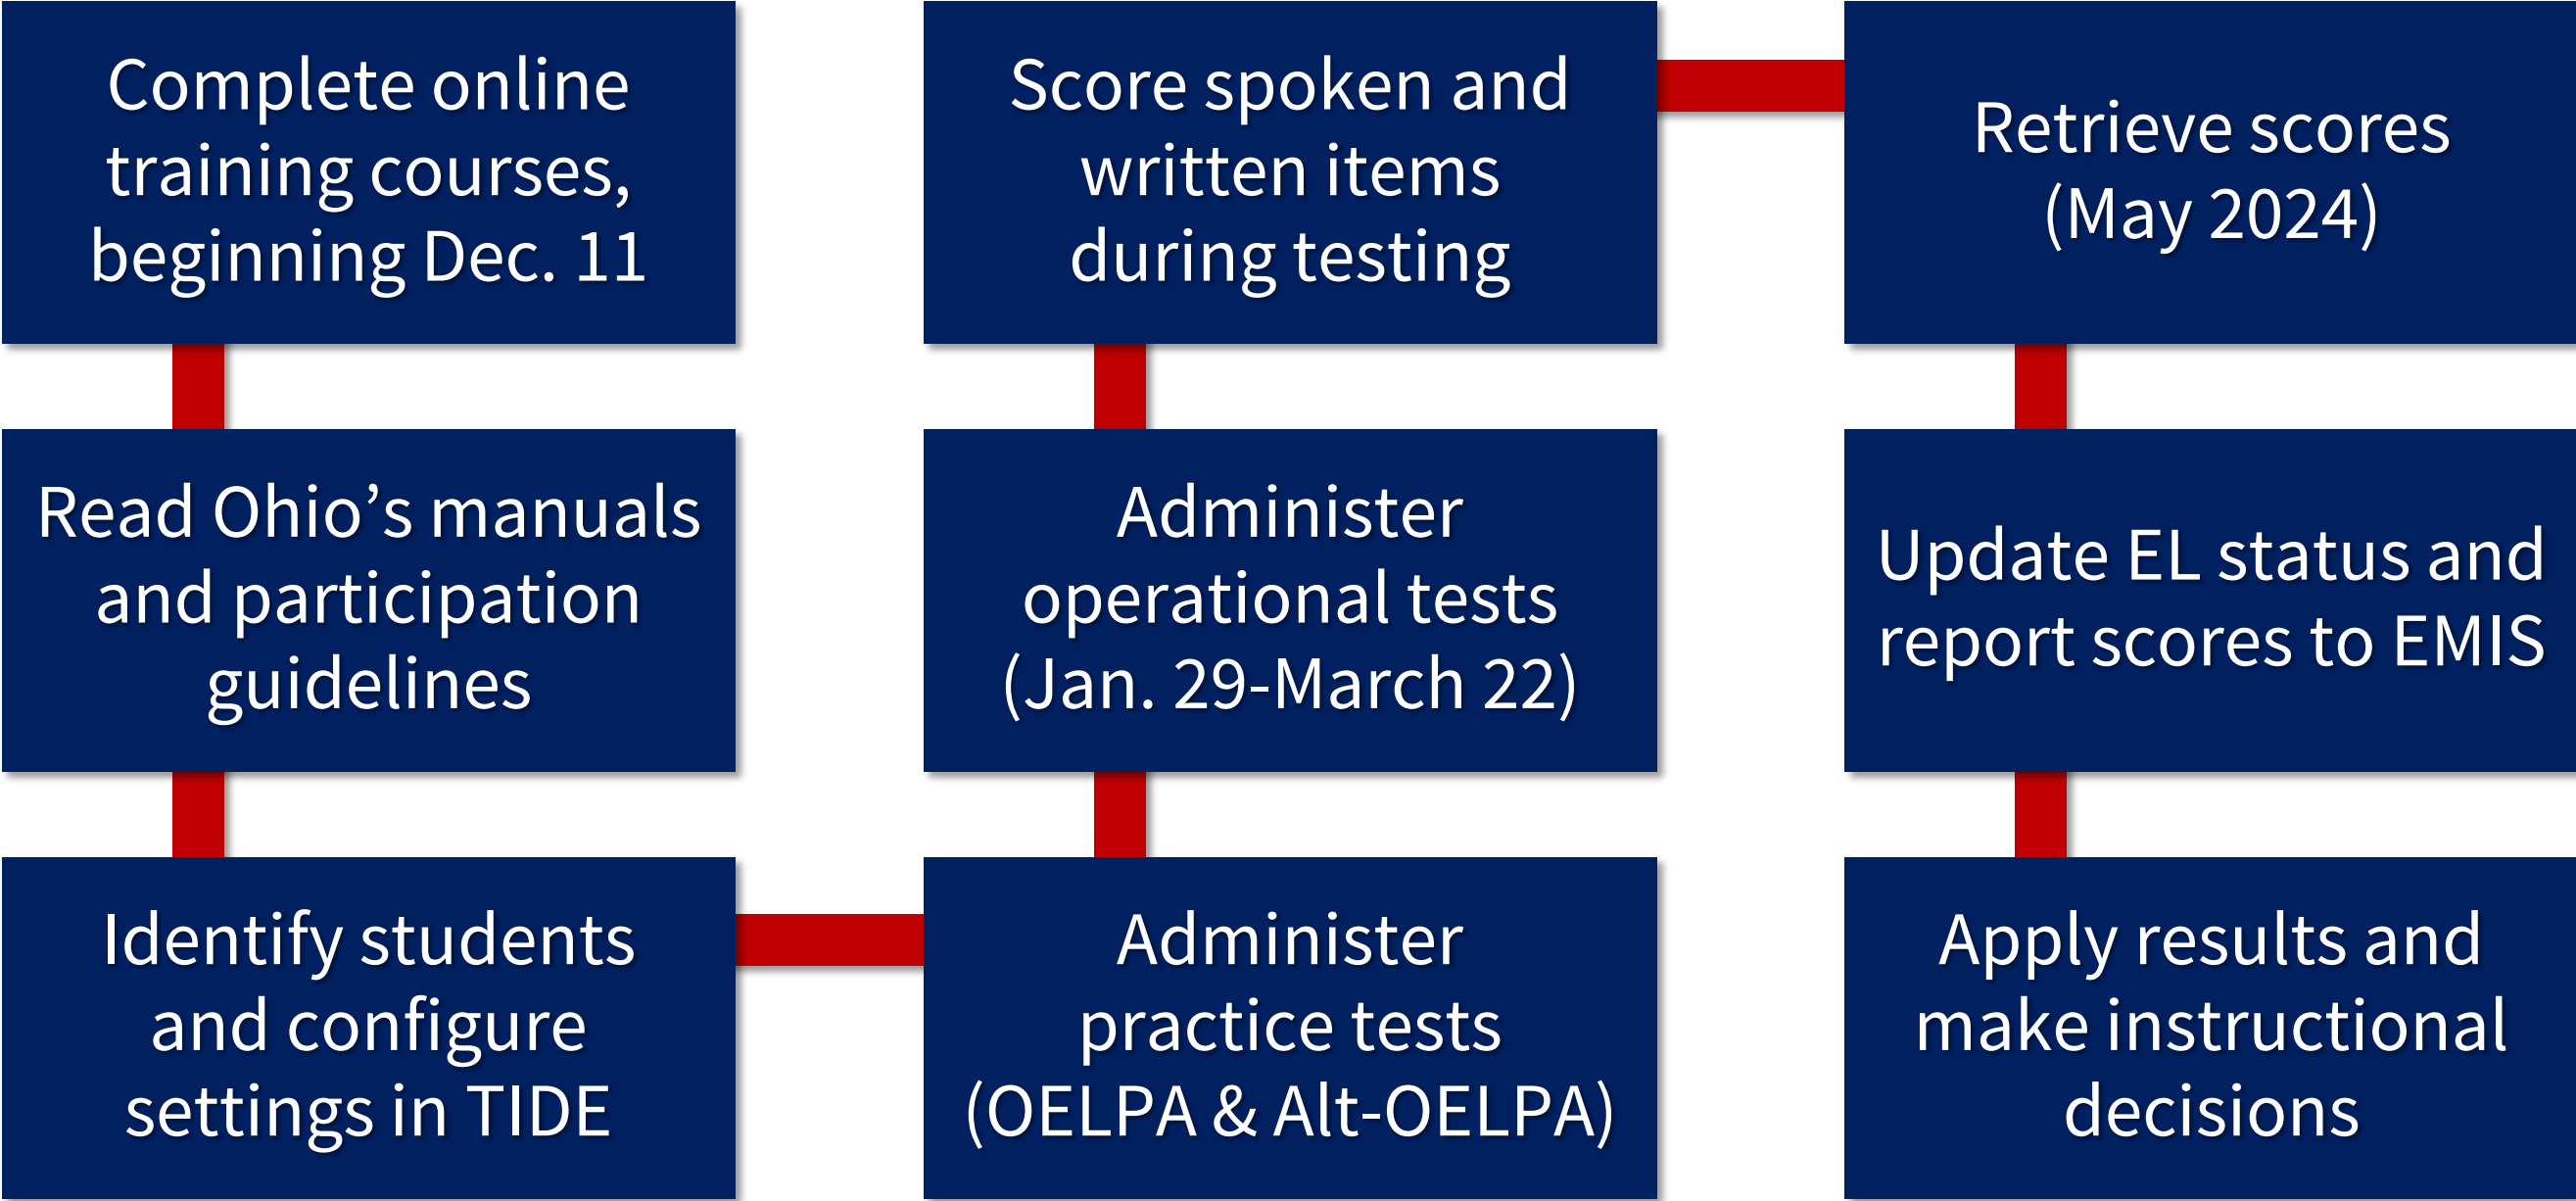 Complete online
training courses,
beginning Dec. 11
Read Ohio’s manuals
and participation
guidelines
Identify students
and configure
settings in TIDE
Administer
practice tests
(OELPA & Alt-OELPA)
Administer
operational tests
(Jan. 29-March 22)
Score spoken and
written items
during testing
Retrieve scores
(May 2024)
Update EL status and
report scores to EMIS
Apply results and
make instructional
decisions